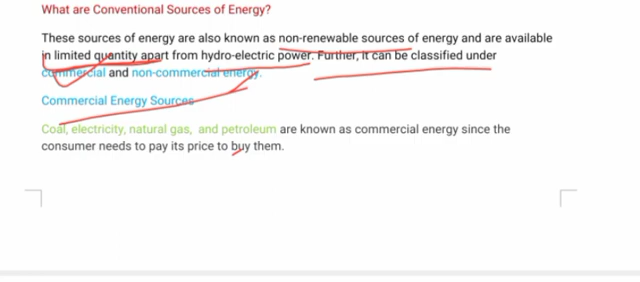 What are Conventional Sources of Energy?
These sources of energy are also known as non-renewable sources of energy and are available
in limited quantity apart from hydro-electric power. Further, it can be classified under
commercial and non-commercial energy.
Commercial Energy Sources
Coal, electricity, natural gas, and petroleum are known as commercial energy since the
consumer needs to pay its price to buy them.